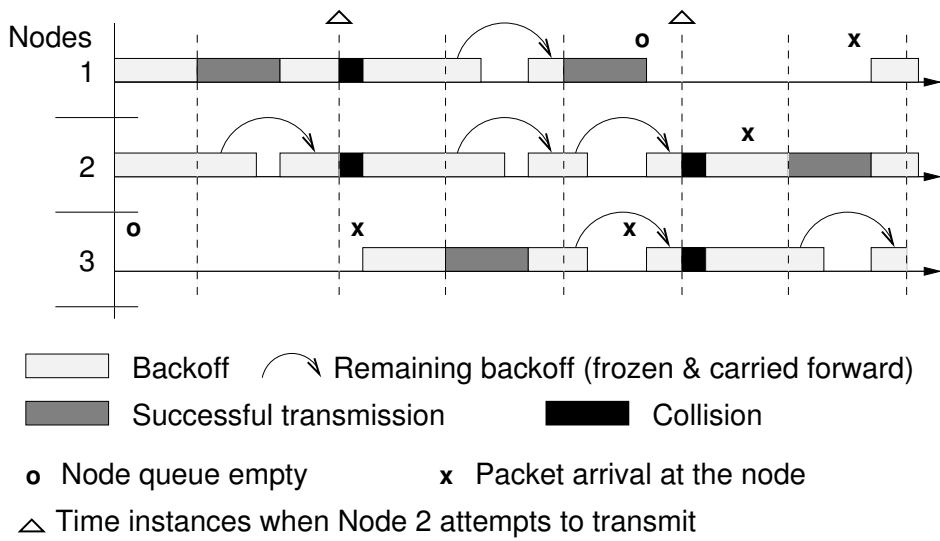 Nodes
o
x
1
x
2
o
x
x
3
Backoff
Remaining backoff (frozen & carried forward)
Successful transmission
Collision
o Node queue empty
x Packet arrival at the node
Time instances when Node 2 attempts to transmit